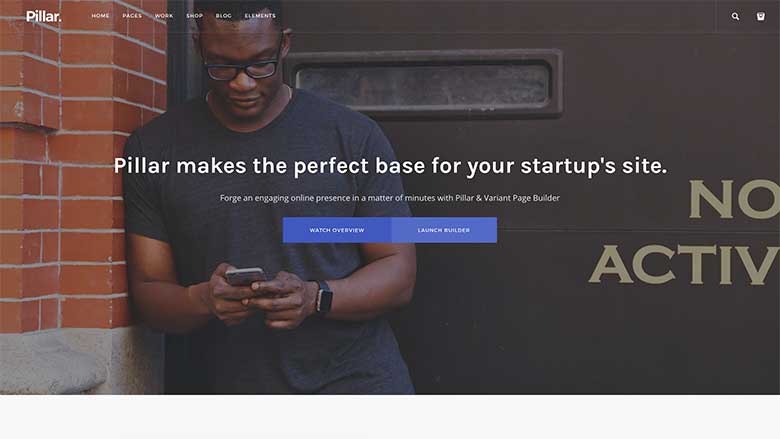 Pillar. HOME PAGES WORK SHOP BLOG ELEMENTS
Pillar makes the perfect base for your startup's site.
Forge an engaging online presence in a matter of minutes with Pillar & Variant Page Builder
WATCH OVERVIEW LAUNCH BUILDER
NO
ACTIV